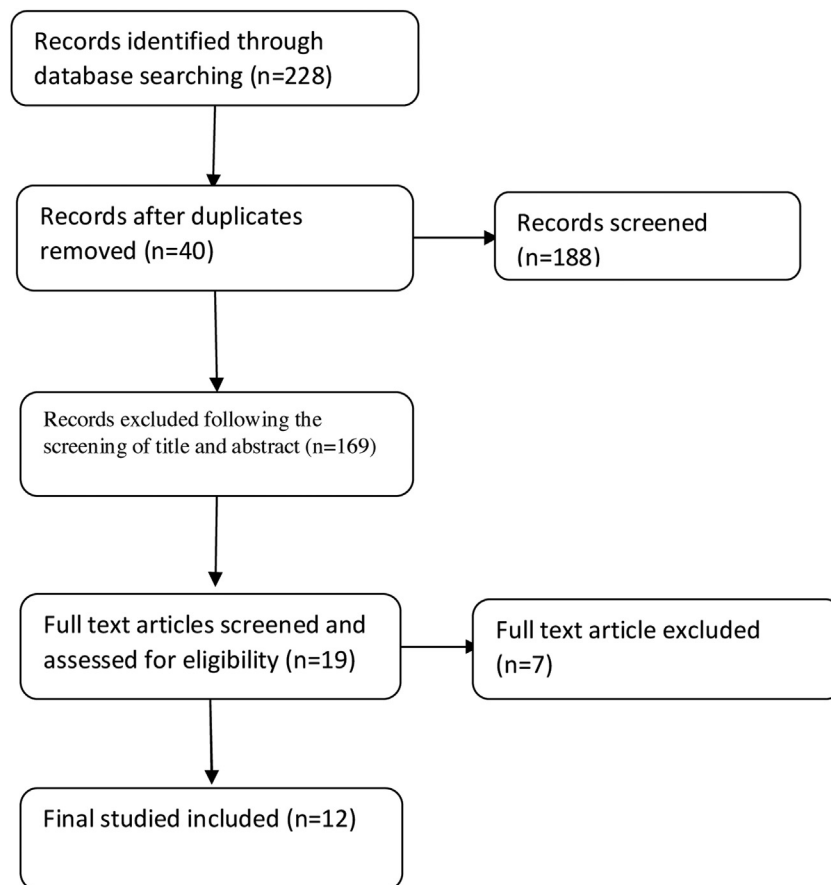 Records identified through
database searching (n=228)
Records after duplicates
removed (n=40)
Records screened
(n=188)
Records excluded following the
screening of title and abstract (n=169)
Full text articles screened and
assessed for eligibility (n=19)
Full text article excluded
(n=7)
Final studied included (n=12)